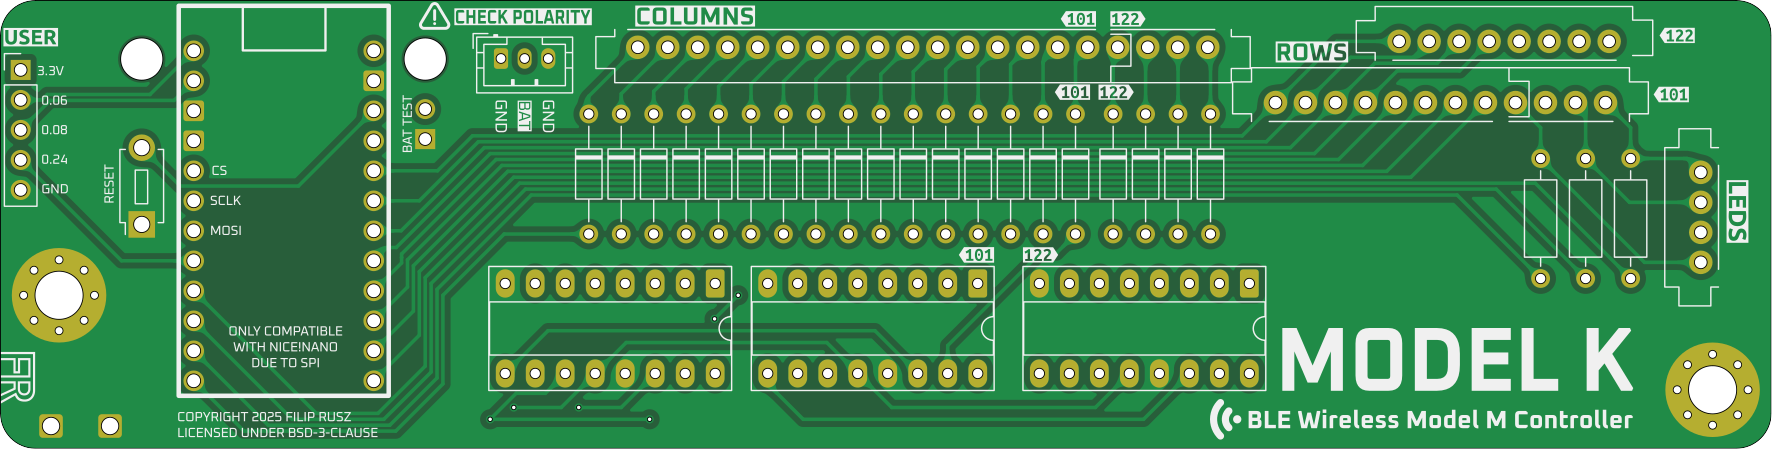 USER
3.3V
0.06
0.08
0.24
GND
RESET
CS
SCLK
MOSI
ONLY COMPATIBLE
WITH NICE!NANO
DUE TO SPI
COPYRIGHT 2025 FILIP RUSZ
LICENSED UNDER BSD-3-CLAUSE
FR
CHECK POLARITY
GND
BAT
GND
BAT TEST
COLUMNS
101 122
101 122
ROWS
122
101
LEDS
101 122
MODEL K
BLE Wireless Model M Controller